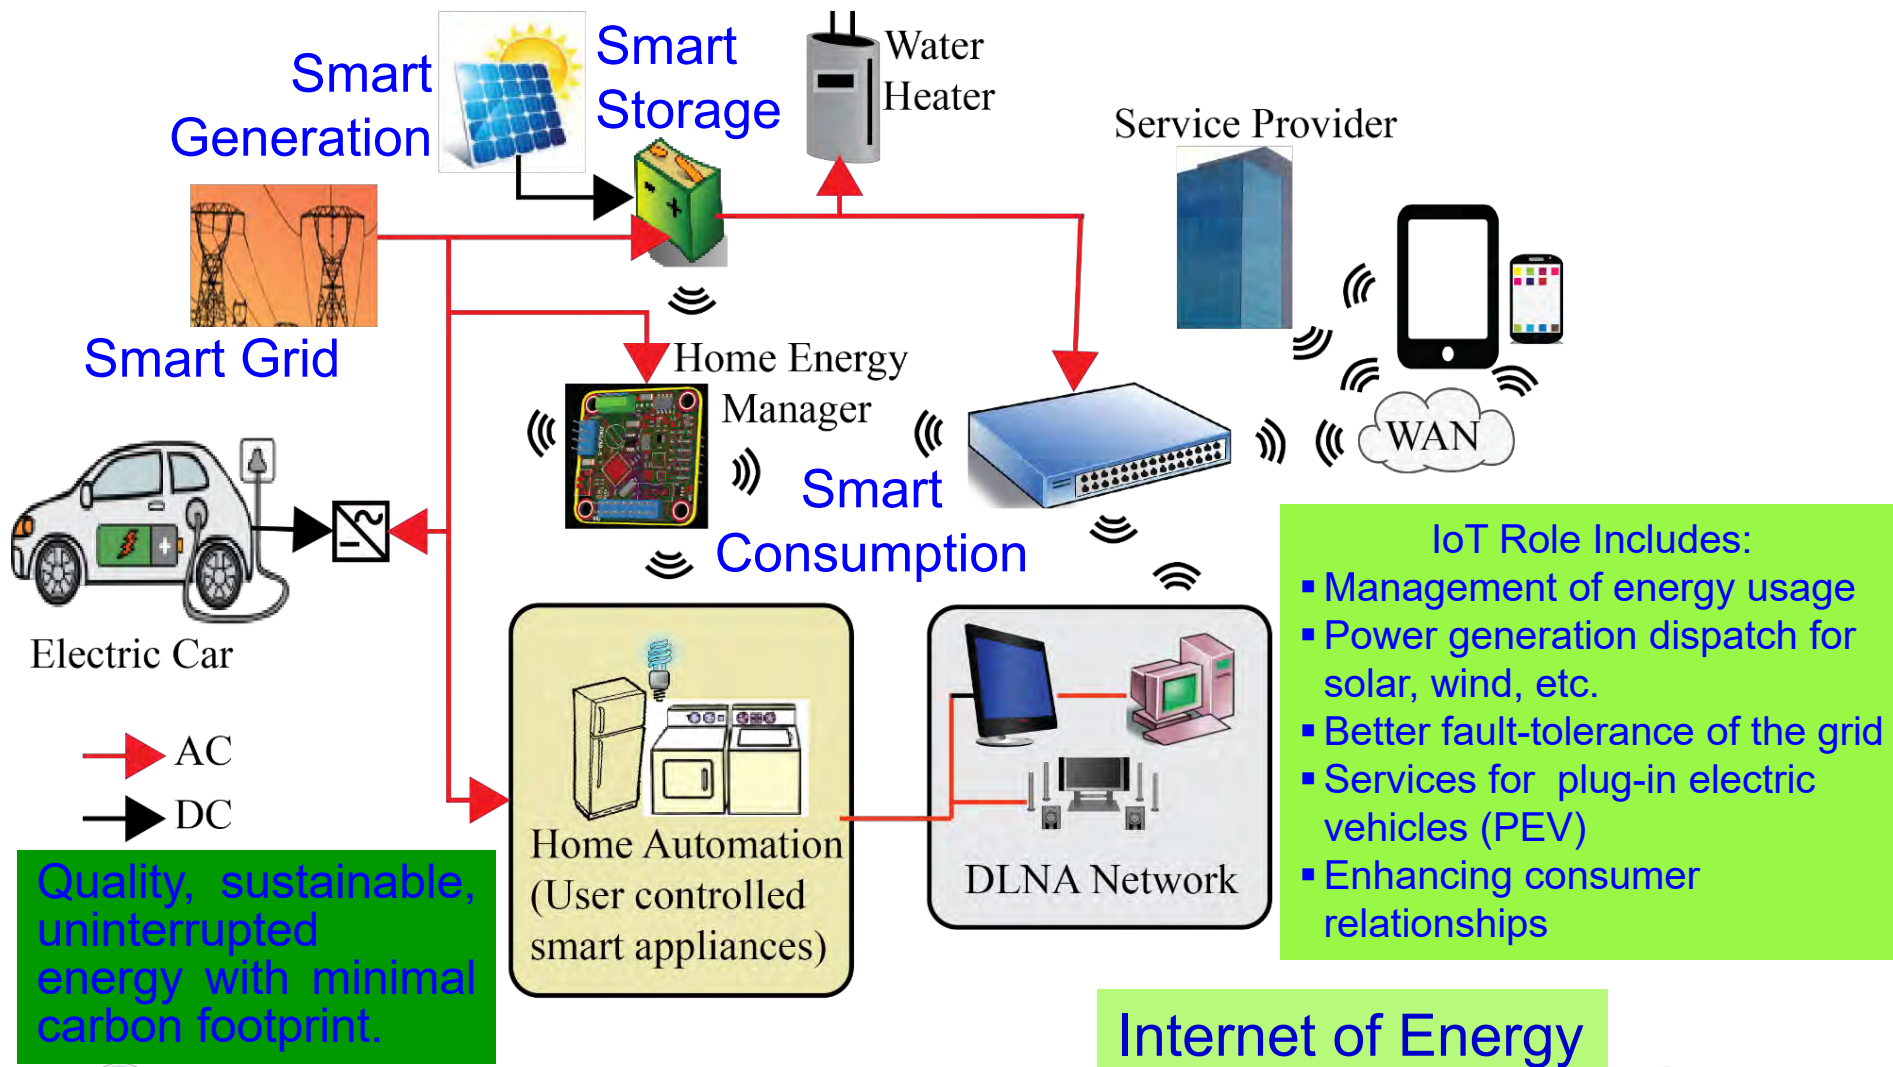 Smart
Generation
Smart
Storage
Water
Heater
Service Provider
Smart Grid
Home Energy
Manager
WAN
Smart
Consumption
Electric Car
AC
DC
Quality, sustainable,
uninterrupted
energy with minimal
carbon footprint.
Home Automation
(User controlled
smart appliances)
DLNA Network
IoT Role Includes:
▪ Management of energy usage
▪ Power generation dispatch for
solar, wind, etc.
▪ Better fault-tolerance of the grid
▪ Services for plug-in electric
vehicles (PEV)
▪ Enhancing consumer
relationships
Internet of Energy